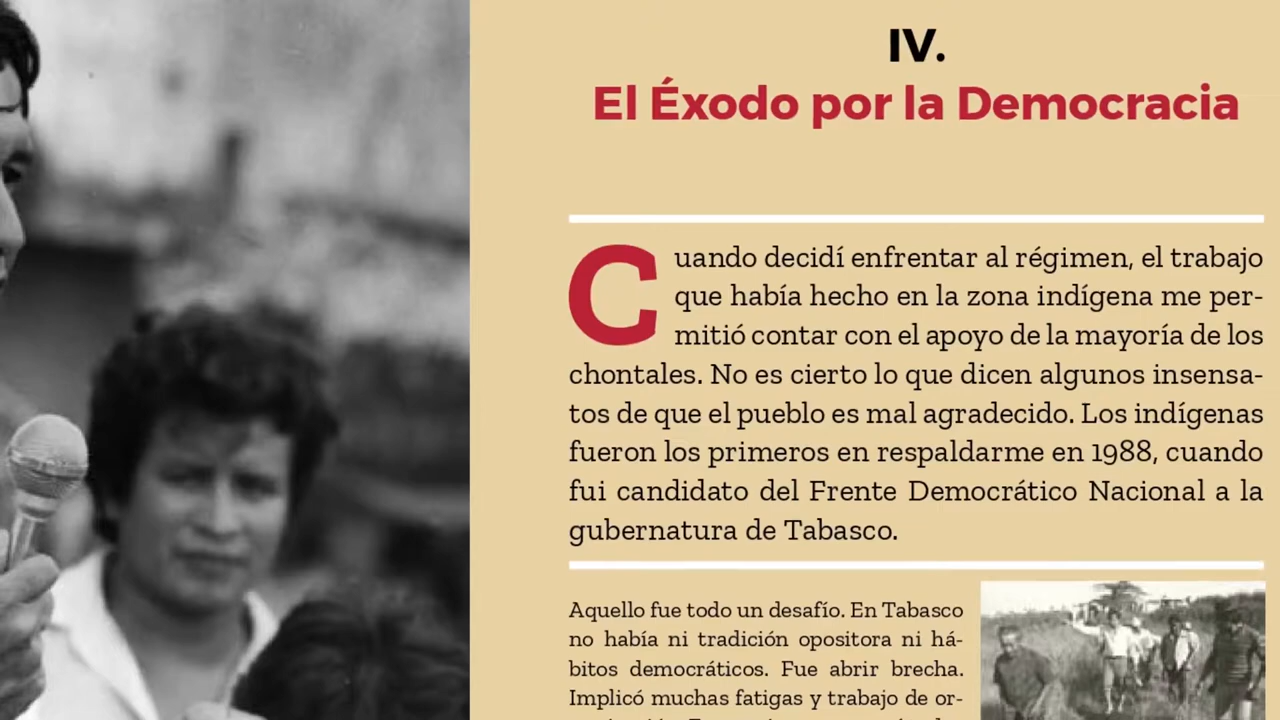 IV.
El Éxodo por la Democracia
Cuando decidí enfrentar al régimen, el trabajo
que había hecho en la zona indígena me per-
mitió contar con el apoyo de la mayoría de los
chontales. No es cierto lo que dicen algunos insensa-
tos de que el pueblo es mal agradecido. Los indígenas
fueron los primeros en respaldarme en 1988, cuando
fui candidato del Frente Democrático Nacional a la
gubernatura de Tabasco.
Aquello fue todo un desafío. En Tabasco
no había ni tradición opositora ni há-
bitos democráticos. Fue abrir brecha.
Implicó muchas fatigas y trabajo de or-